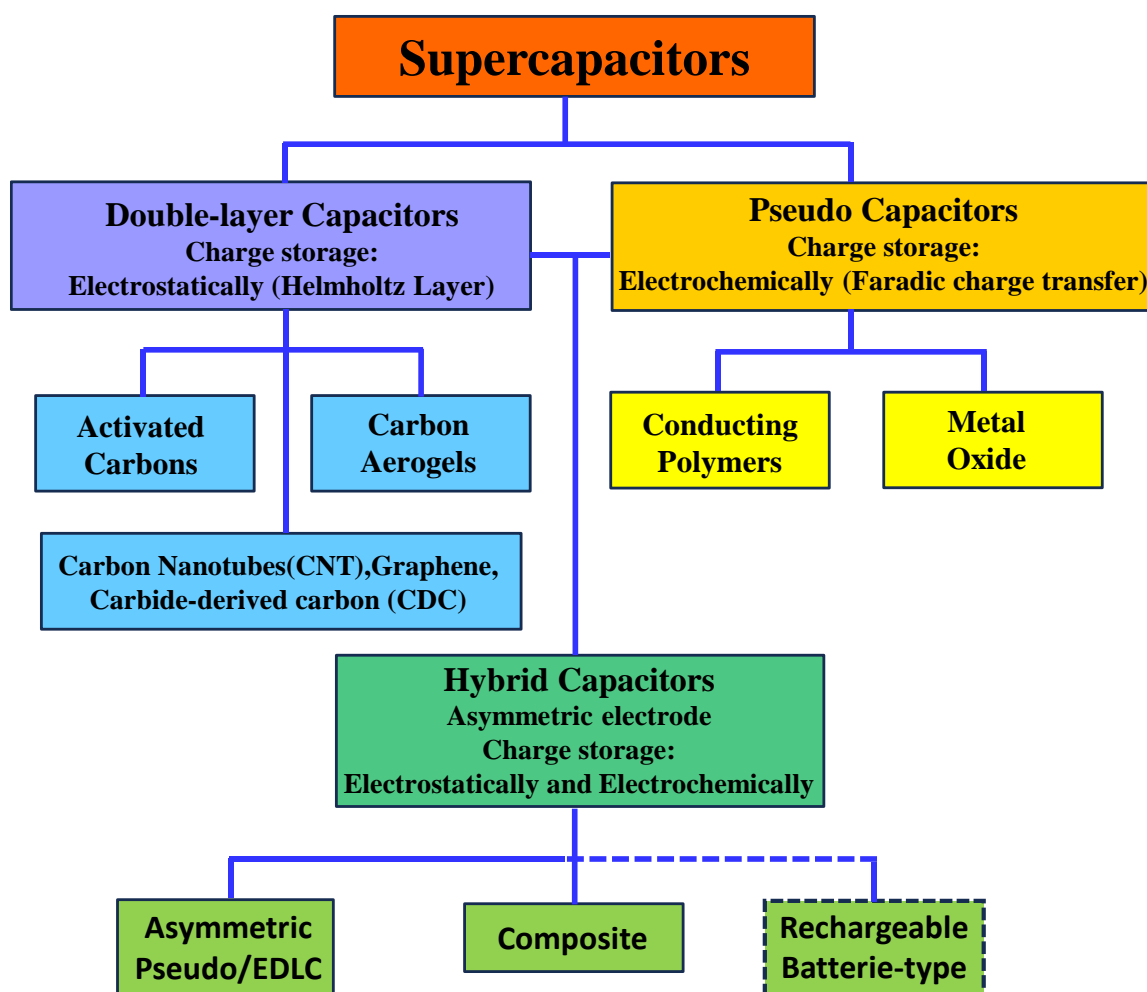 Supercapacitors
Double-layer Capacitors
Charge storage:
Electrostatically (Helmholtz Layer)
Pseudo Capacitors
Charge storage:
Electrochemically (Faradic charge transfer)
Activated
Carbons
Carbon
Aerogels
Conducting
Polymers
Metal
Oxide
Carbon Nanotubes(CNT),Graphene,
Carbide-derived carbon (CDC)
Hybrid Capacitors
Asymmetric electrode
Charge storage:
Electrostatically and Electrochemically
Asymmetric
Pseudo/EDLC
Composite
Rechargeable
Batterie-type